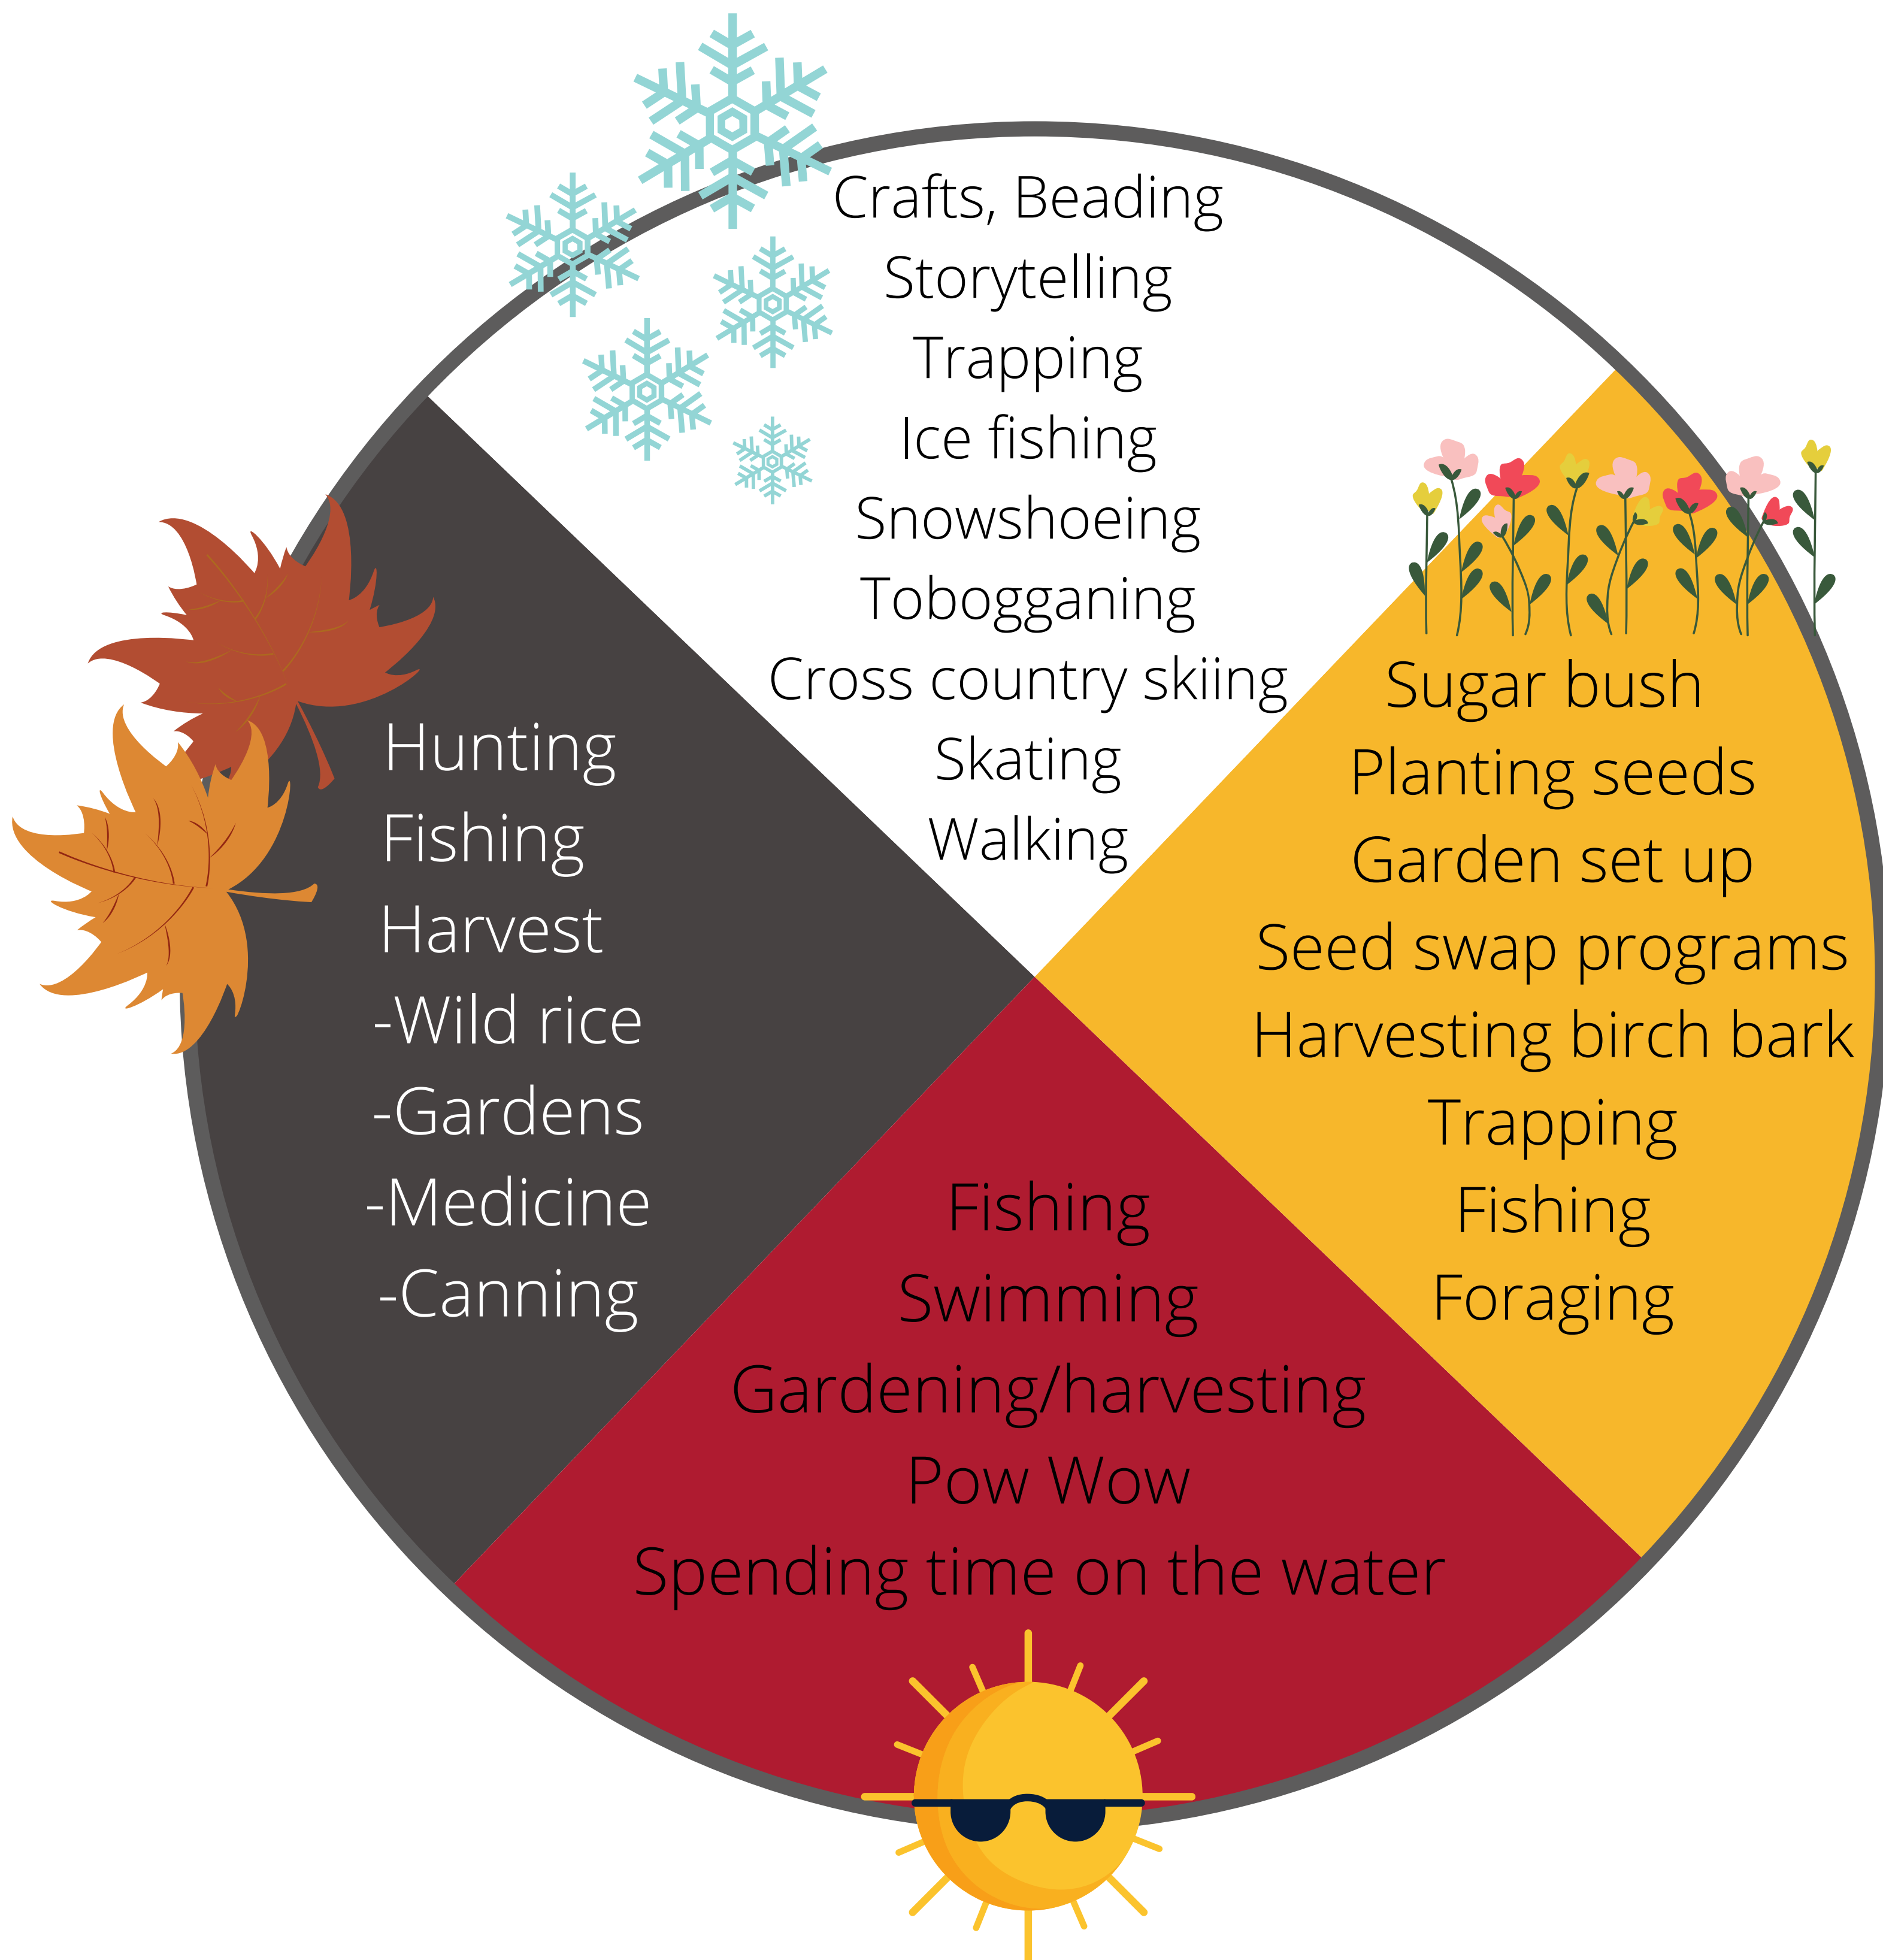 Crafts, Beading
Storytelling
Trapping
Ice fishing
Snowshoeing
Tobogganing
Cross country skiing
Skating
Walking
Sugar bush
Planting seeds
Garden set up
Seed swap programs
Harvesting birch bark
Trapping
Fishing
Foraging
Fishing
Swimming
Gardening/harvesting
Pow Wow
Spending time on the water
Hunting
Fishing
Harvest
-Wild rice
-Gardens
-Medicine
-Canning